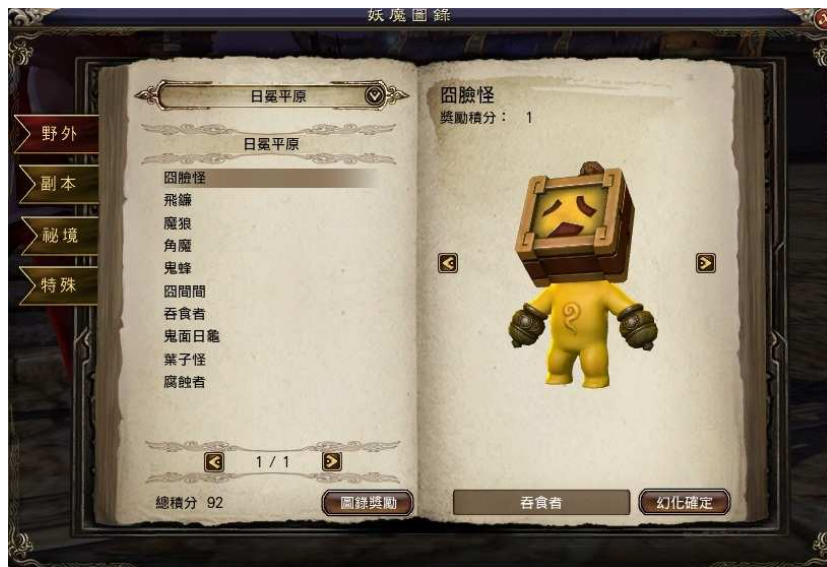 妖魔圖錄
野外
副本
祕境
特殊
日冕平原
日冕平原
囧臉怪
飛鐮
魔狼
角魔
鬼蜂
囧間間
吞食者
鬼面日龜
葉子怪
腐蝕者
1 / 1
總積分 92
圖錄獎勵
囧臉怪
獎勵積分： 1
吞食者
幻化確定